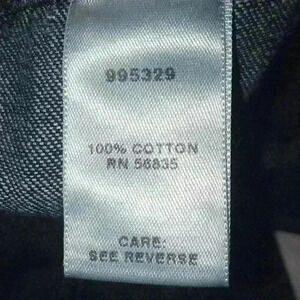 995329
100% COTTON
RN 56835
CARE:
SEE REVERSE